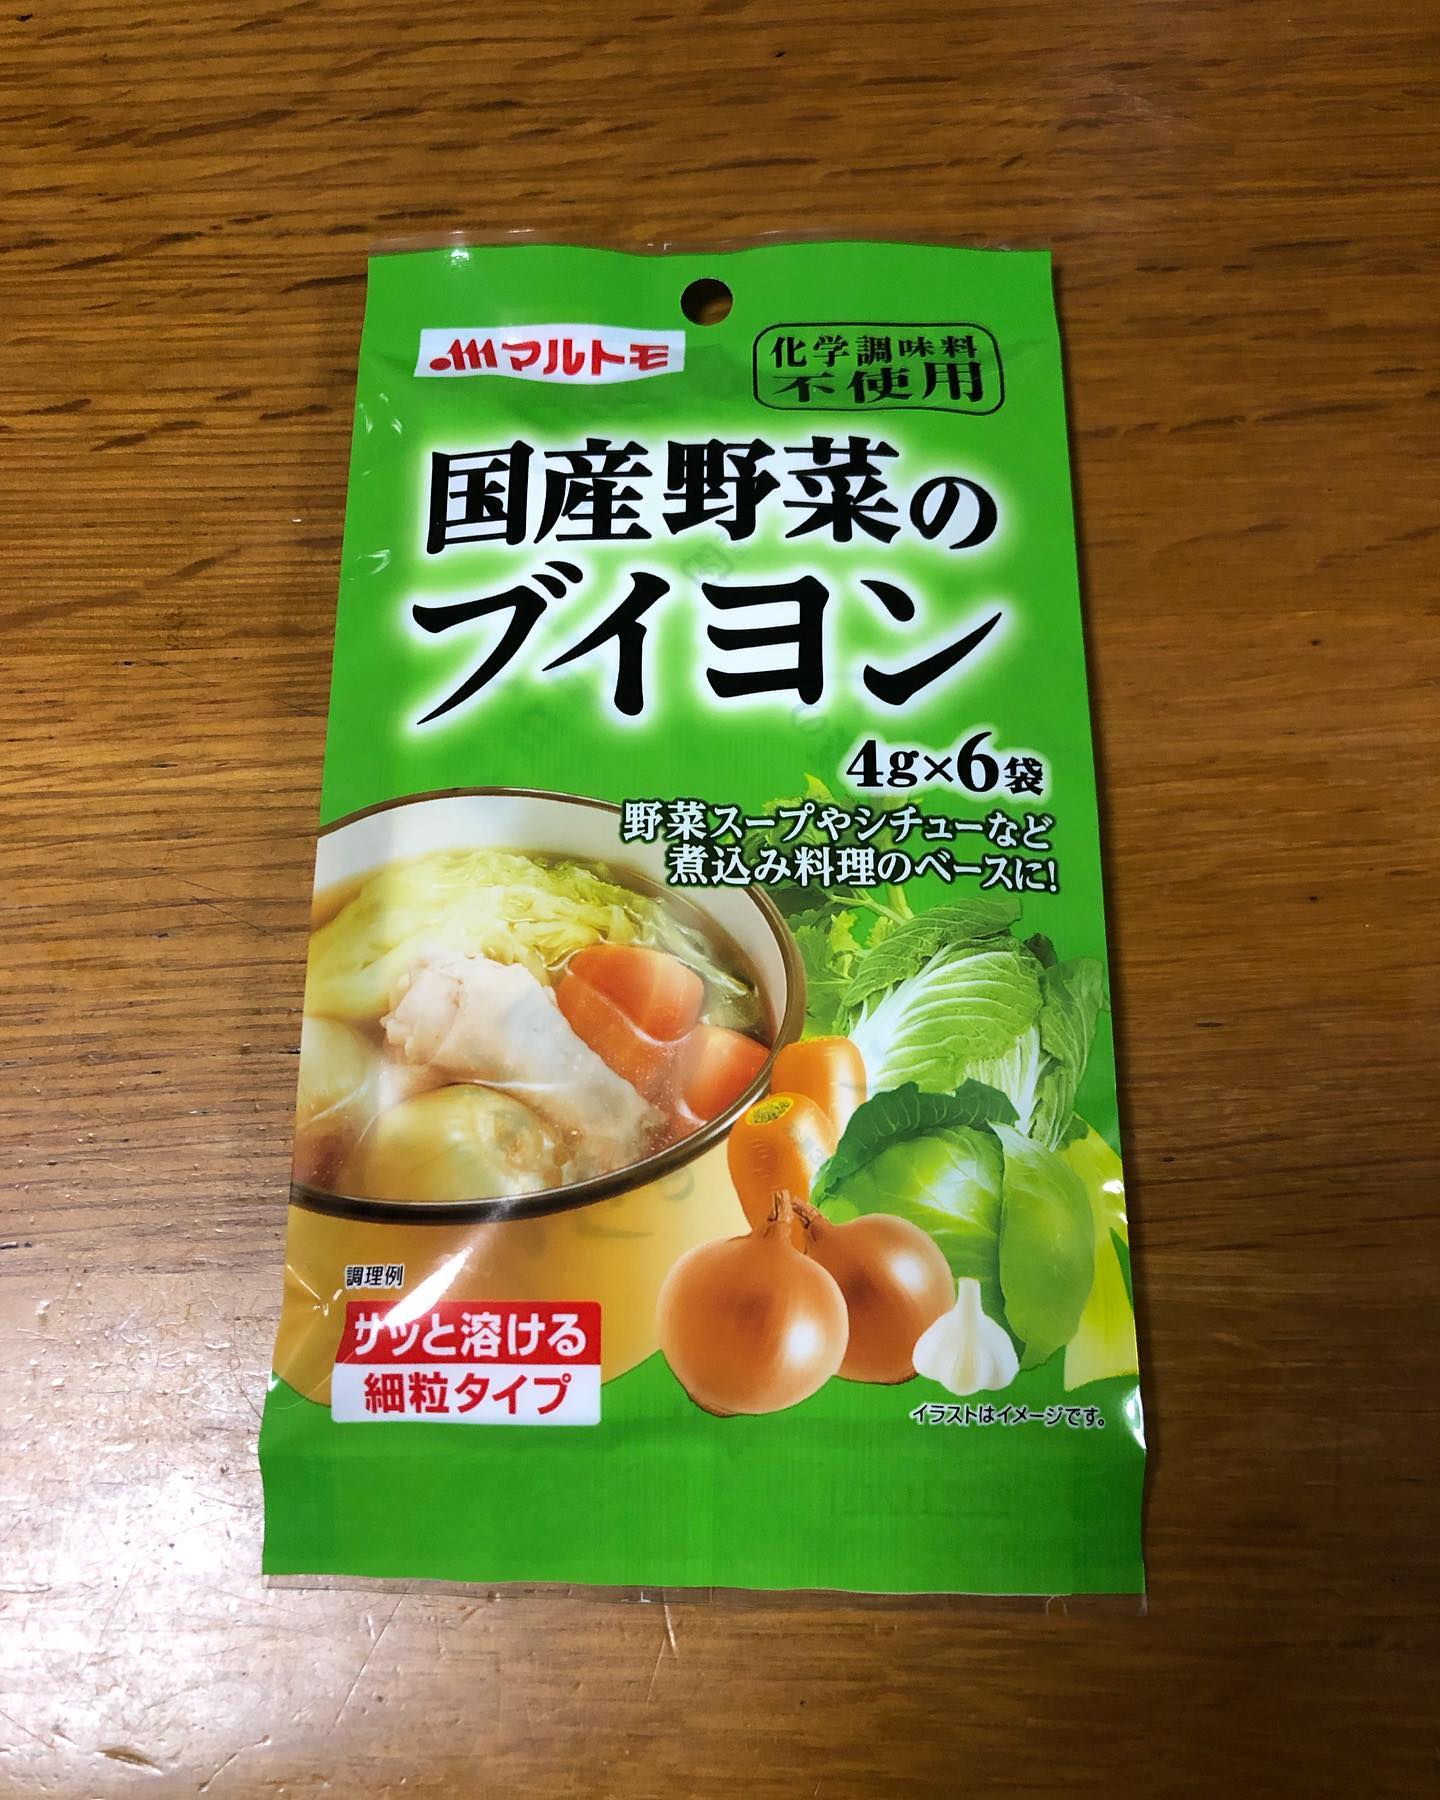 マルトモ
化学調味料
不使用
国産野菜の
ブイヨン
4g×6袋
野菜スープやシチューなど
煮込み料理のベースに!
調理例
サッと溶ける
細粒タイプ
イラストはイメージです。